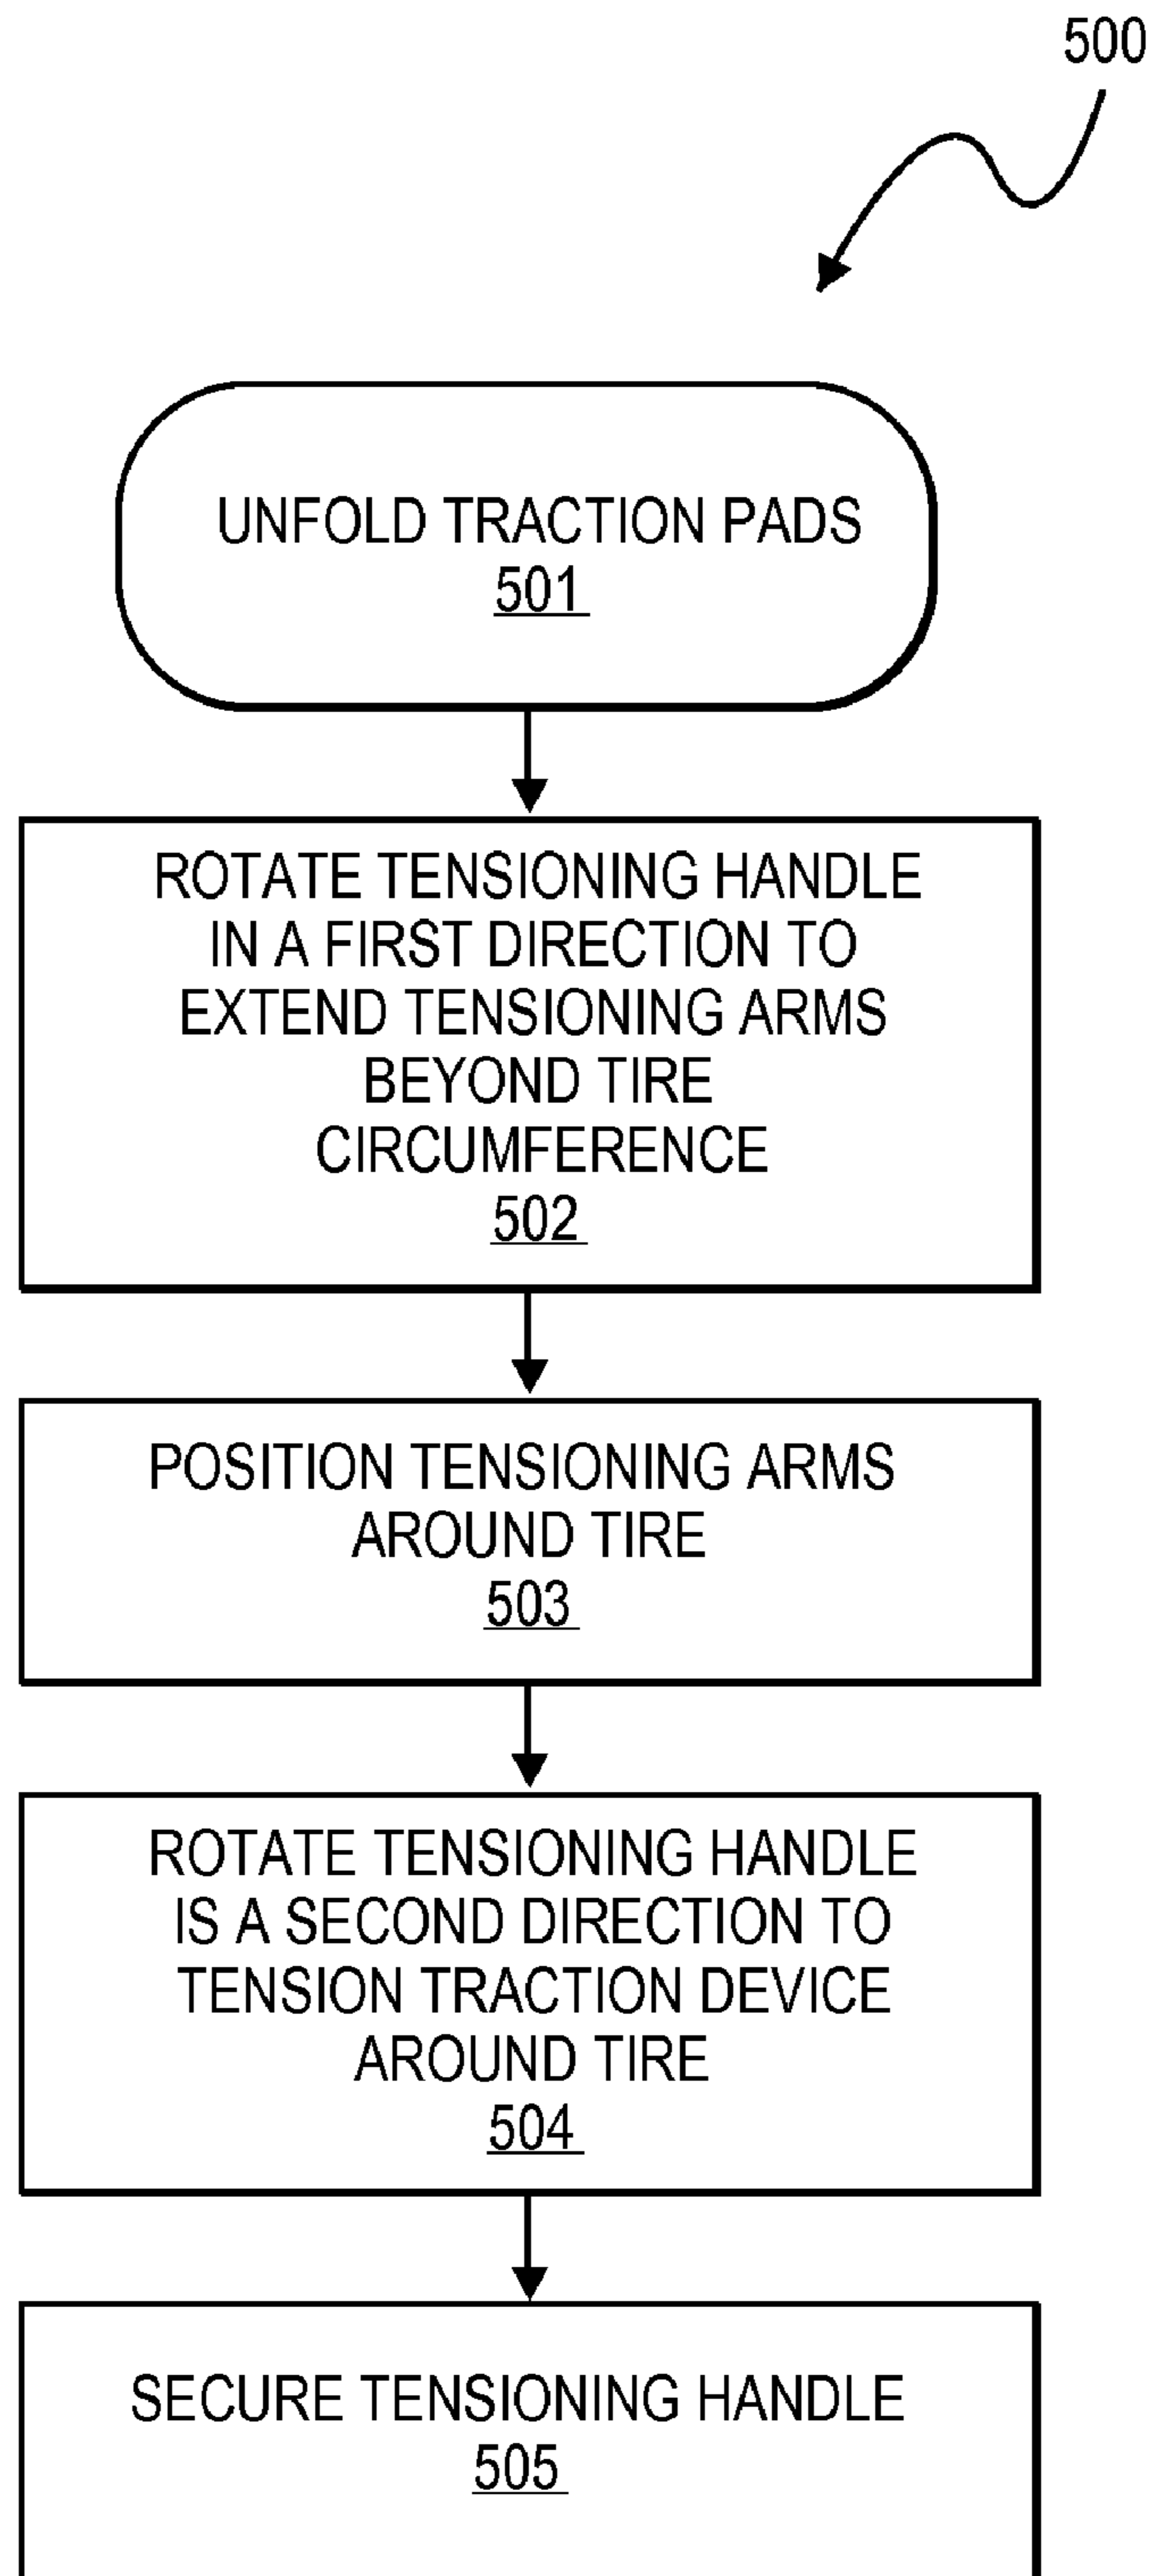 500
UNFOLD TRACTION PADS
501
ROTATE TENSIONING HANDLE
IN A FIRST DIRECTION TO
EXTEND TENSIONING ARMS
BEYOND TIRE
CIRCUMFERENCE
502
POSITION TENSIONING ARMS
AROUND TIRE
503
ROTATE TENSIONING HANDLE
IS A SECOND DIRECTION TO
TENSION TRACTION DEVICE
AROUND TIRE
504
SECURE TENSIONING HANDLE
505